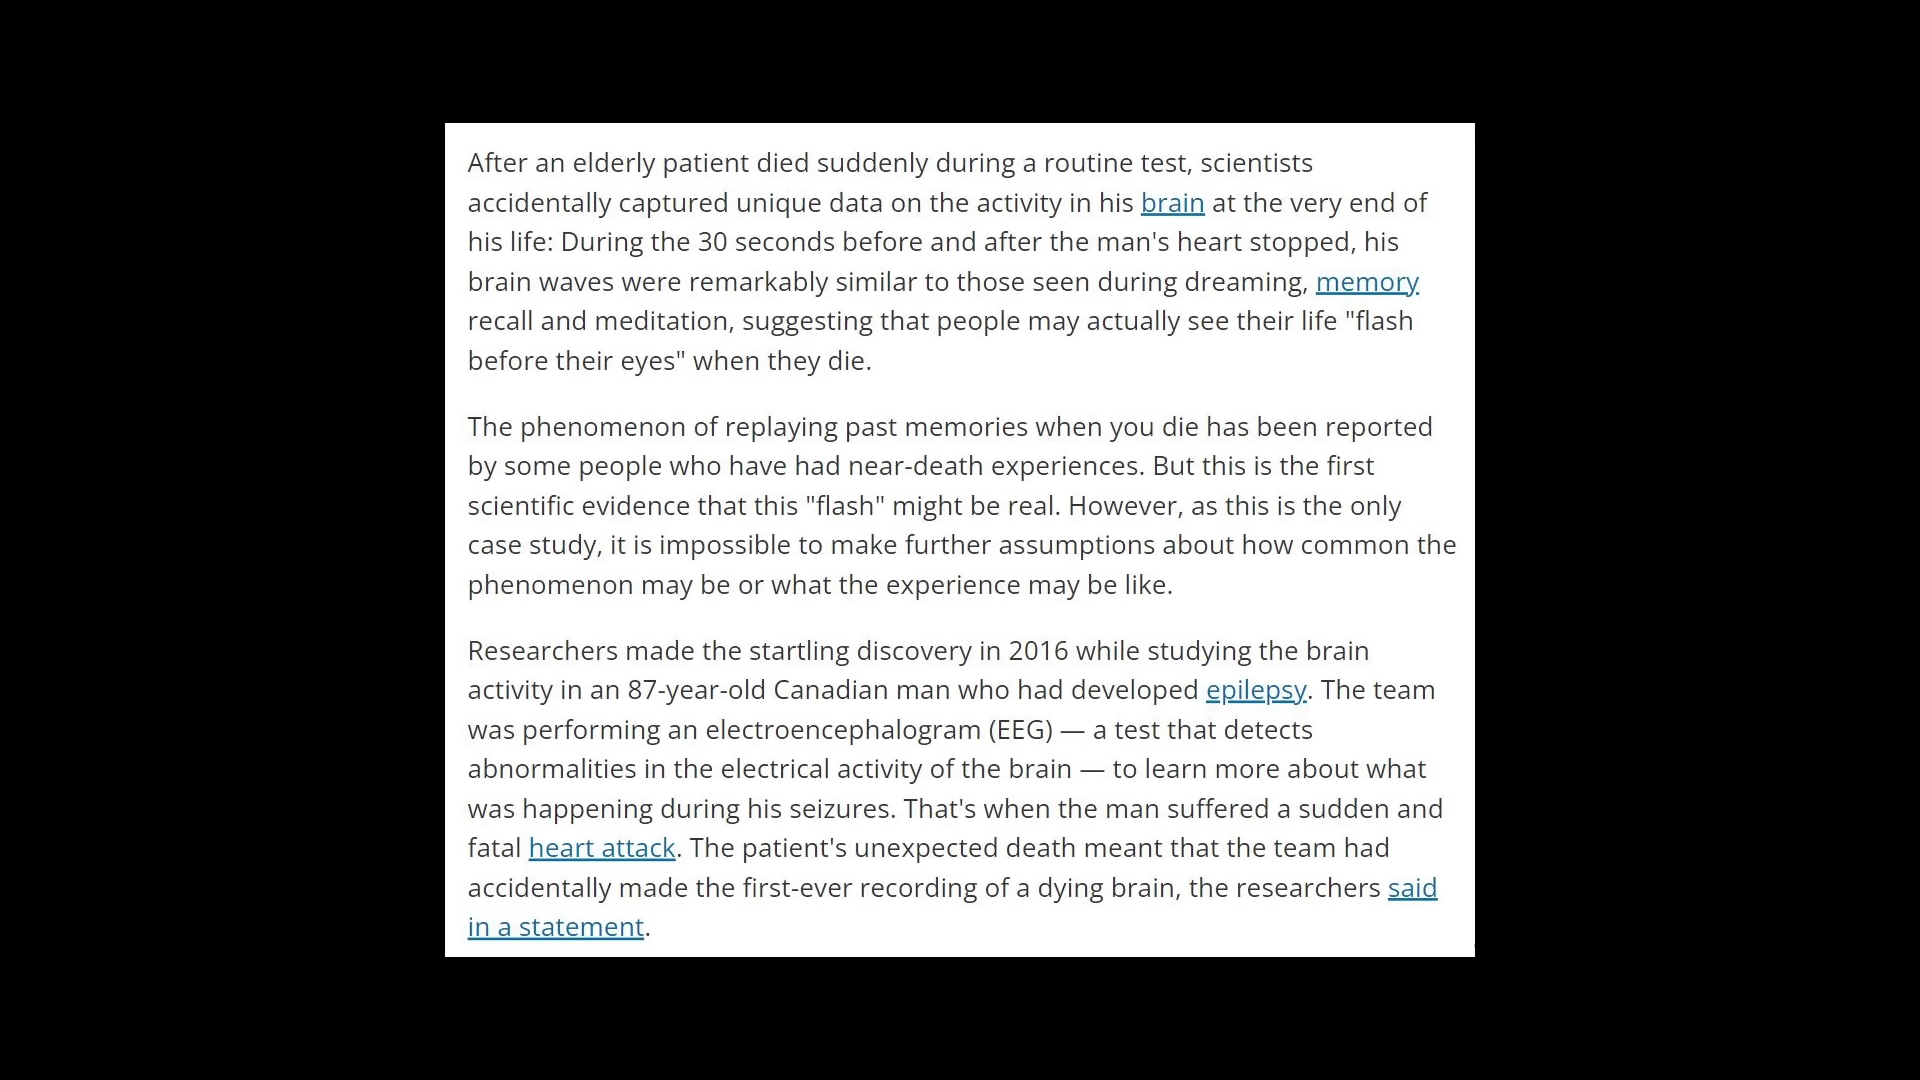 After an elderly patient died suddenly during a routine test, scientists
accidentally captured unique data on the activity in his brain at the very end of
his life: During the 30 seconds before and after the man's heart stopped, his
brain waves were remarkably similar to those seen during dreaming, memory
recall and meditation, suggesting that people may actually see their life "flash
before their eyes" when they die.
The phenomenon of replaying past memories when you die has been reported
by some people who have had near-death experiences. But this is the first
scientific evidence that this "flash" might be real. However, as this is the only
case study, it is impossible to make further assumptions about how common the
phenomenon may be or what the experience may be like.
Researchers made the startling discovery in 2016 while studying the brain
activity in an 87-year-old Canadian man who had developed epilepsy. The team
was performing an electroencephalogram (EEG) — a test that detects
abnormalities in the electrical activity of the brain — to learn more about what
was happening during his seizures. That's when the man suffered a sudden and
fatal heart attack. The patient's unexpected death meant that the team had
accidentally made the first-ever recording of a dying brain, the researchers said
in a statement.